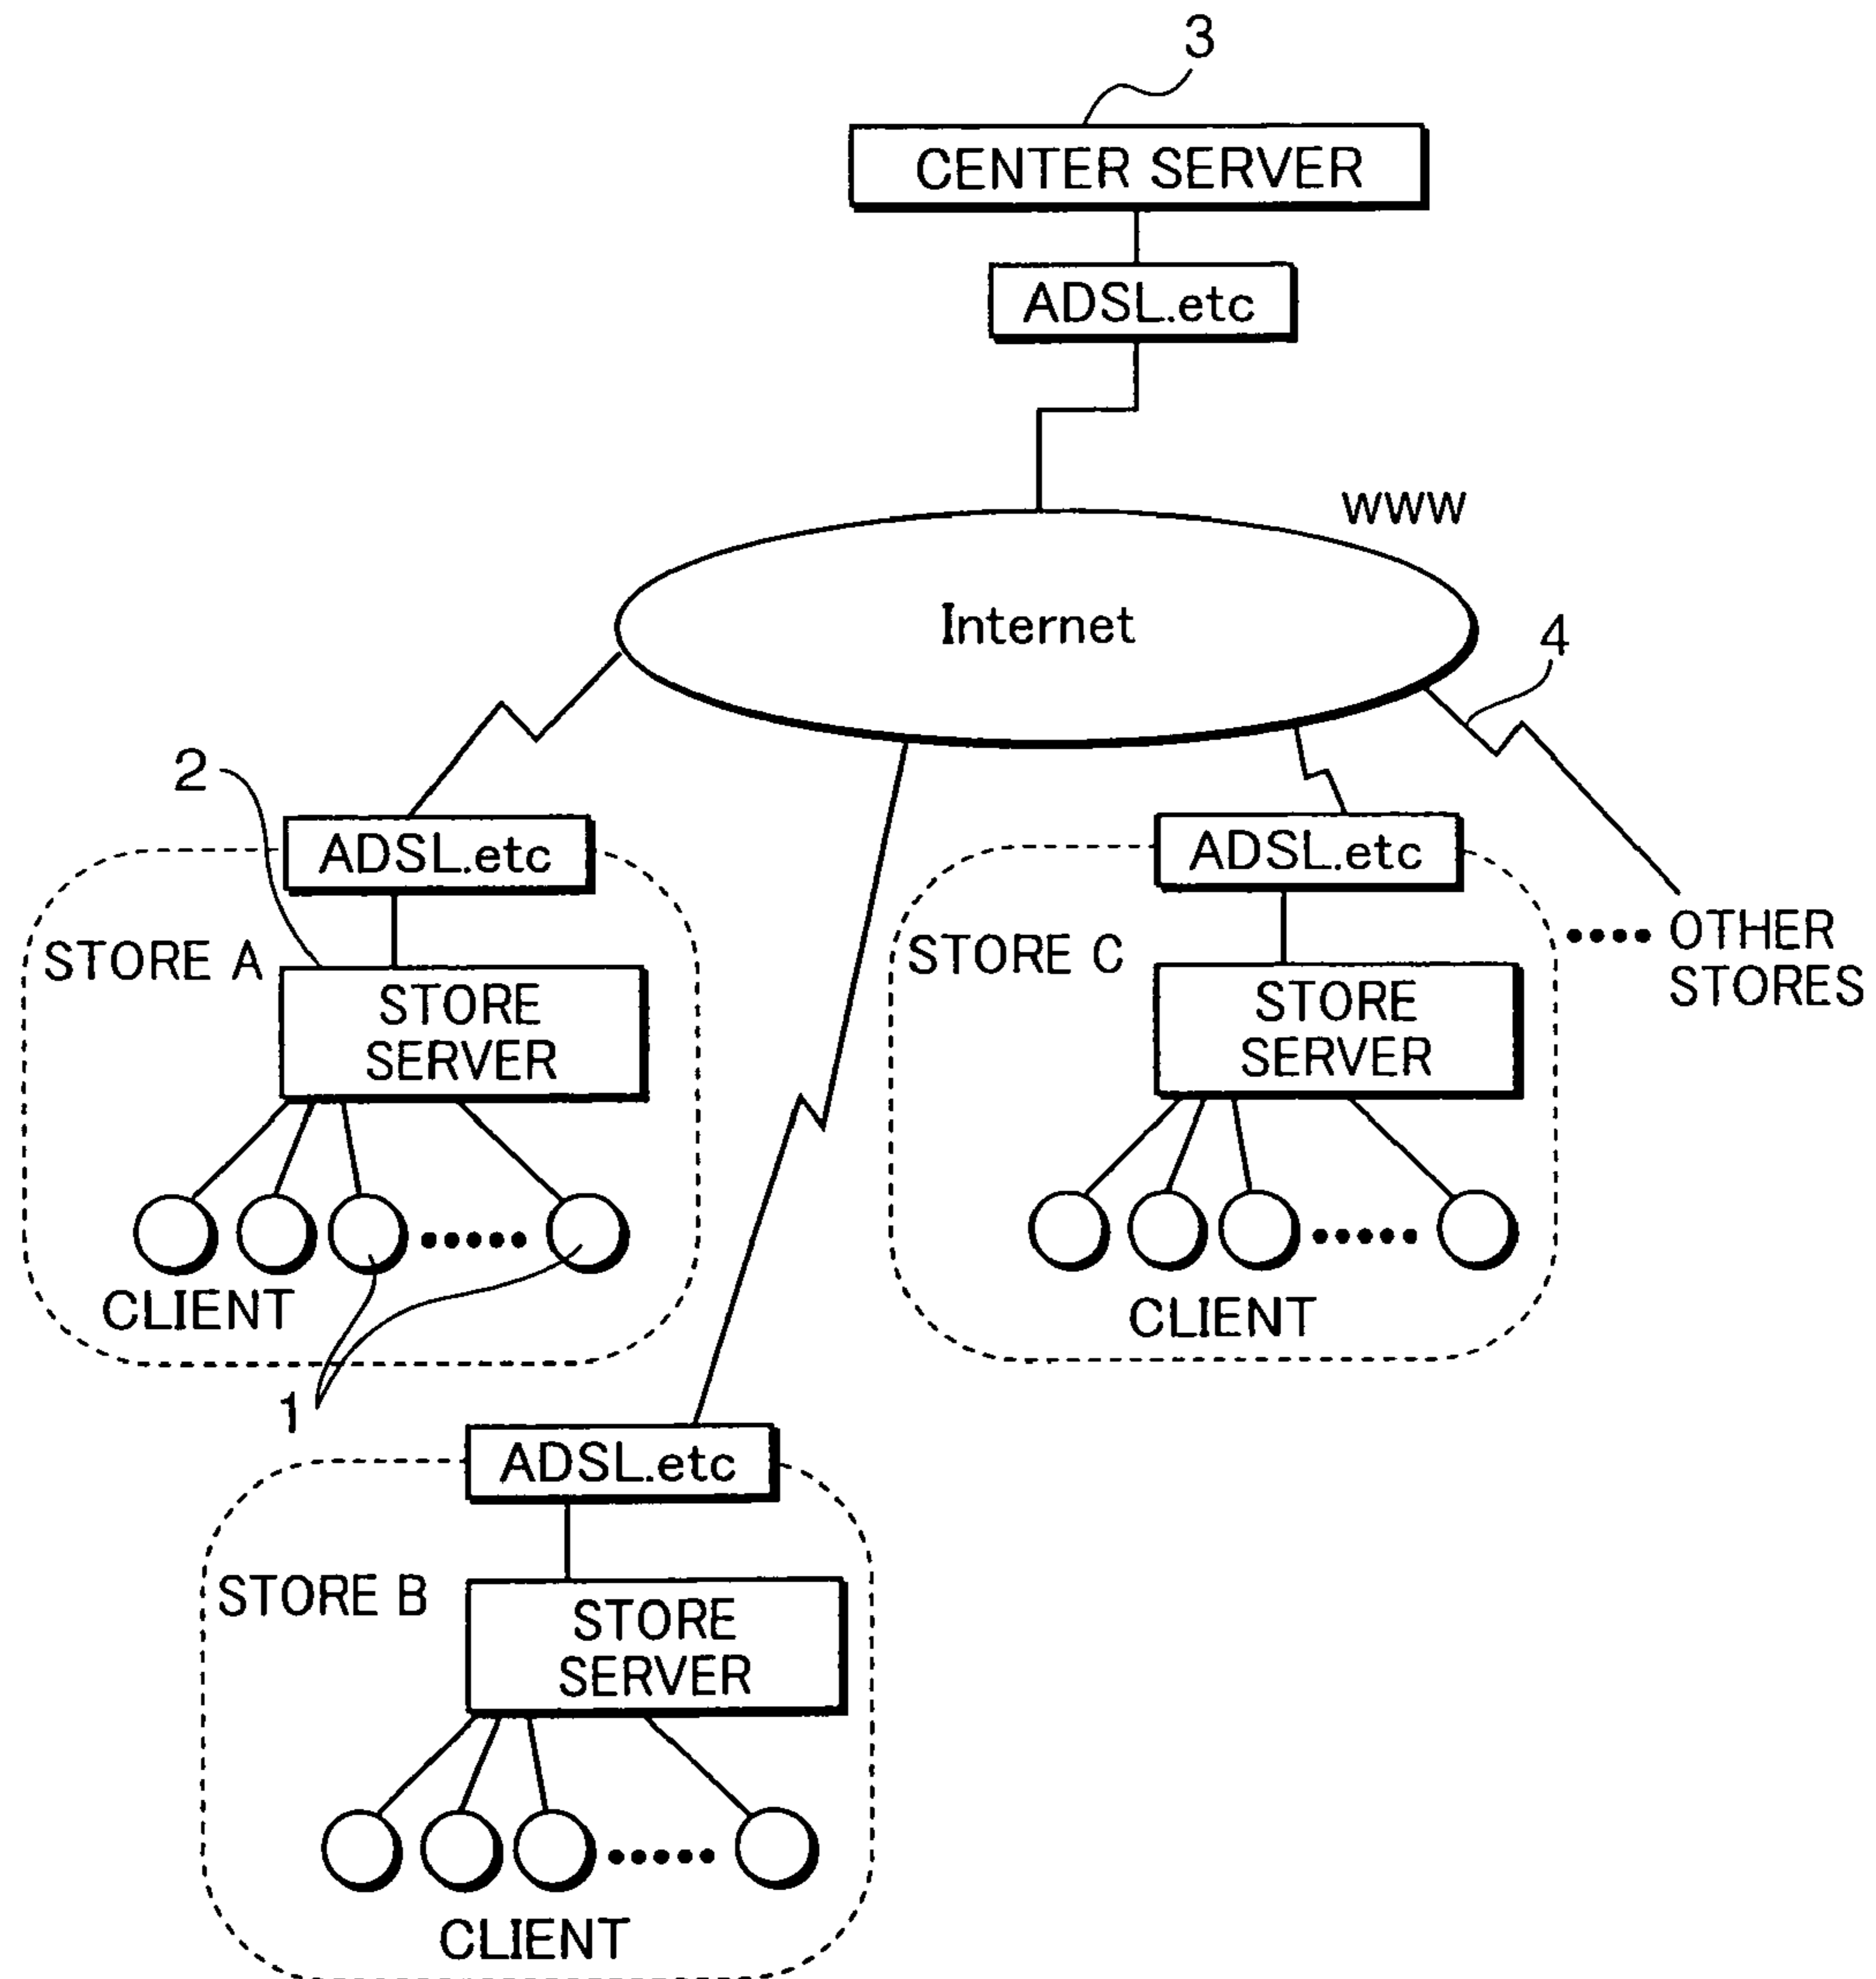 3
CENTER SERVER
ADSL.etc
WWW
Internet
4
2
ADSL.etc
ADSL.etc
STORE A
STORE C
OTHER
STORES
STORE
SERVER
STORE
SERVER
CLIENT
CLIENT
1
ADSL.etc
STORE B
STORE
SERVER
CLIENT